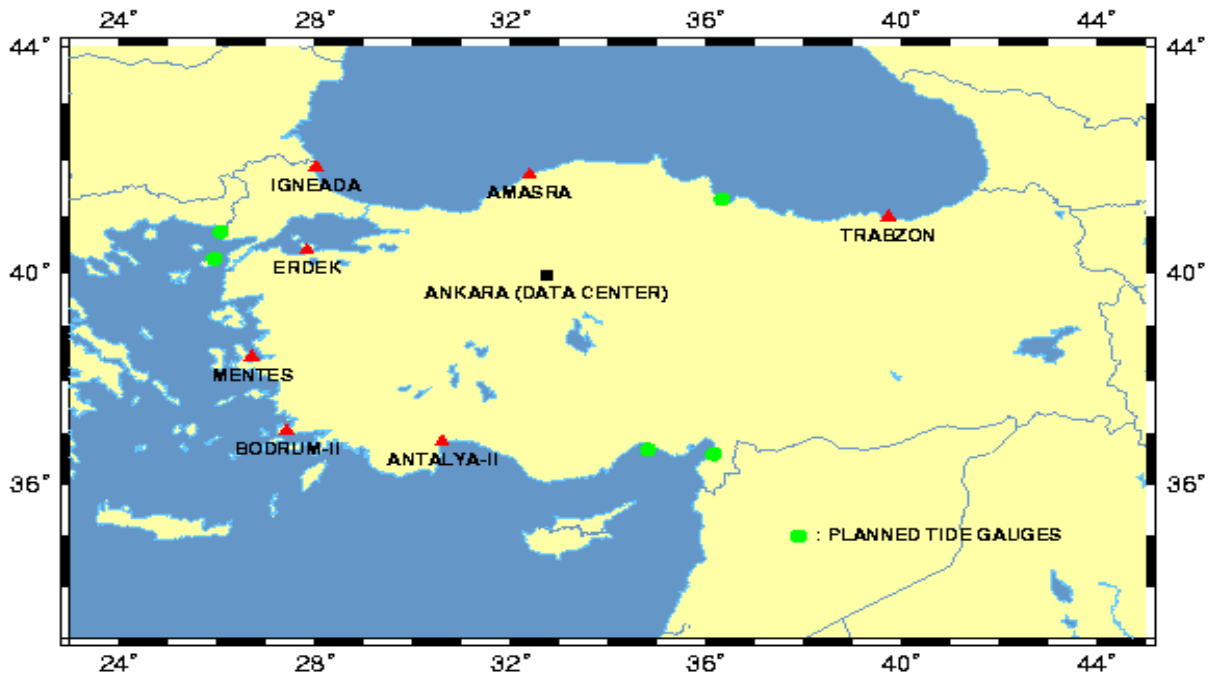 24° 28° 32° 36° 40° 44°
44° 44°
IGNEADA
AMASRA
TRABZON
ERDEK
40° 40°
ANKARA (DATA CENTER)
MENTES
BODRUM-II
ANTALYA-II
36° 36°
: PLANNED TIDE GAUGES
24° 28° 32° 36° 40° 44°